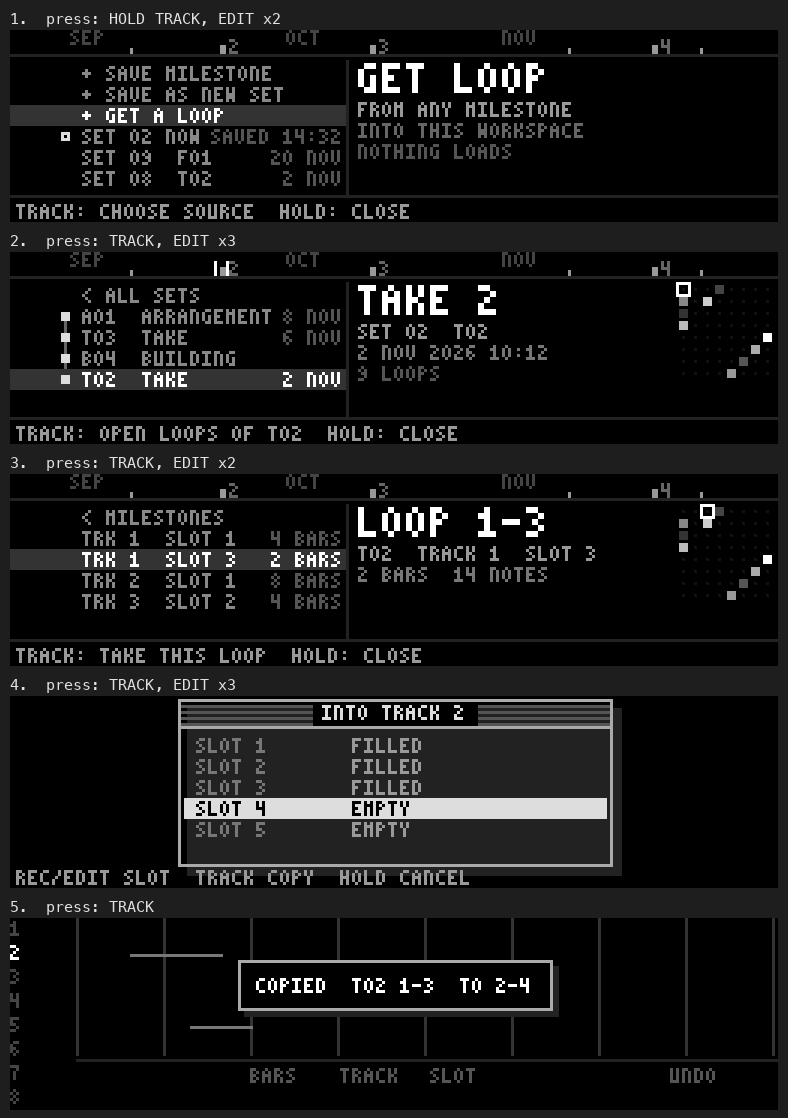 1.  press: HOLD TRACK, EDIT x2
SEP 2 OCT 3 NOV 4
+ SAVE MILESTONE
+ SAVE AS NEW SET
+ GET A LOOP
SET 02 NOW SAVED 14:32
SET 09  F01  20 NOV
SET 08  T02  2 NOV
GET LOOP
FROM ANY MILESTONE
INTO THIS WORKSPACE
NOTHING LOADS
TRACK: CHOOSE SOURCE  HOLD: CLOSE
2.  press: TRACK, EDIT x3
SEP 2 OCT 3 NOV 4
< ALL SETS
A01  ARRANGEMENT 8 NOV
T03  TAKE  6 NOV
B04  BUILDING
T02  TAKE  2 NOV
TAKE 2
SET 02  T02
2 NOV 2026 10:12
9 LOOPS
TRACK: OPEN LOOPS OF T02  HOLD: CLOSE
3.  press: TRACK, EDIT x2
SEP 2 OCT 3 NOV 4
< MILESTONES
TRK 1  SLOT 1  4 BARS
TRK 1  SLOT 3  2 BARS
TRK 2  SLOT 1  8 BARS
TRK 3  SLOT 2  4 BARS
LOOP 1-3
T02  TRACK 1  SLOT 3
2 BARS  14 NOTES
TRACK: TAKE THIS LOOP  HOLD: CLOSE
4.  press: TRACK, EDIT x3
INTO TRACK 2
SLOT 1  FILLED
SLOT 2  FILLED
SLOT 3  FILLED
SLOT 4  EMPTY
SLOT 5  EMPTY
REC/EDIT SLOT  TRACK COPY  HOLD CANCEL
5.  press: TRACK
1
2
3
4
5
6
7
8
COPIED  T02 1-3  TO 2-4
BARS  TRACK  SLOT  UNDO